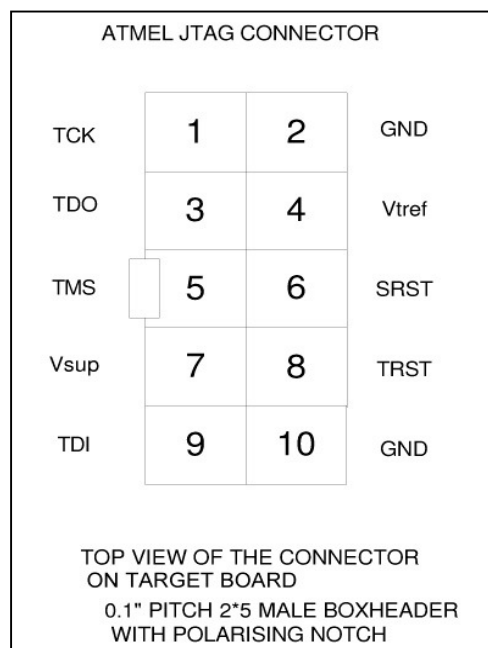 ATMEL JTAG CONNECTOR
TCK 1 2 GND
TDO 3 4 Vtref
TMS 5 6 SRST
Vsup 7 8 TRST
TDI 9 10 GND
TOP VIEW OF THE CONNECTOR
ON TARGET BOARD
0.1" PITCH 2*5 MALE BOXHEADER
WITH POLARISING NOTCH